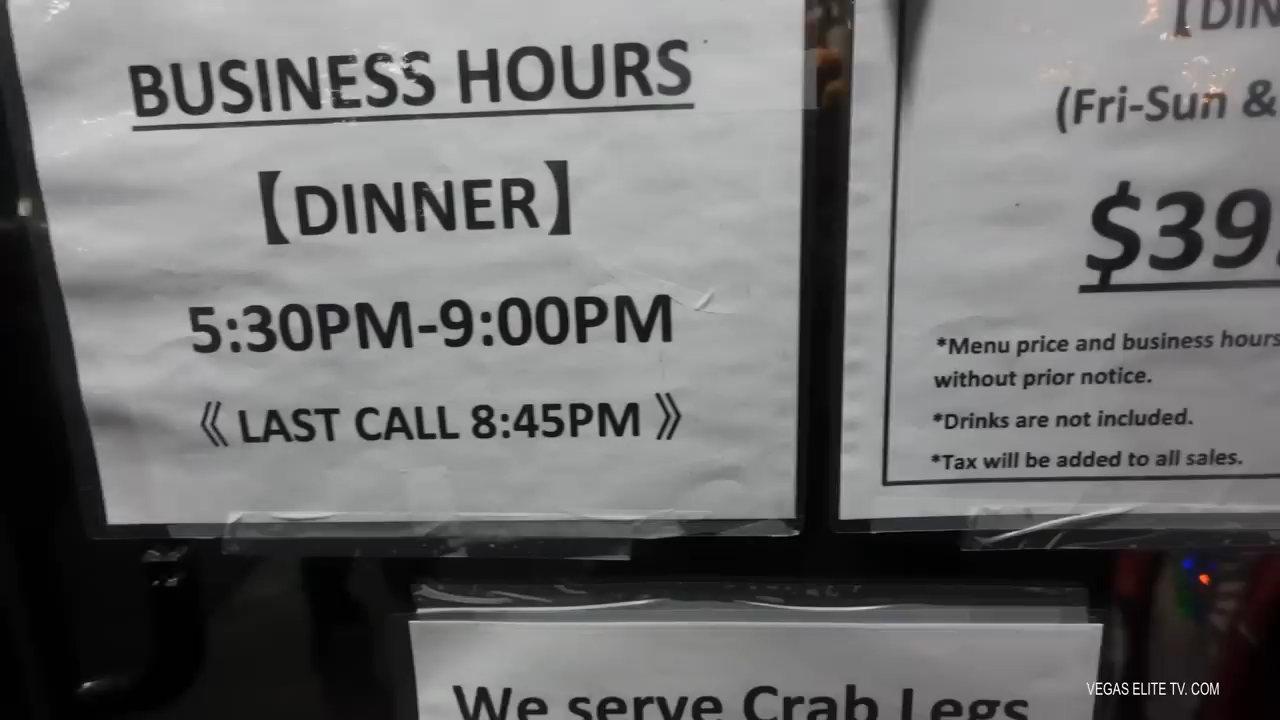 BUSINESS HOURS
【DINNER】
5:30PM-9:00PM
《 LAST CALL 8:45PM 》
(Fri-Sun &
$39.
*Menu price and business hours
without prior notice.
*Drinks are not included.
*Tax will be added to all sales.
We serve Crab Legs
VEGAS ELITE TV. COM